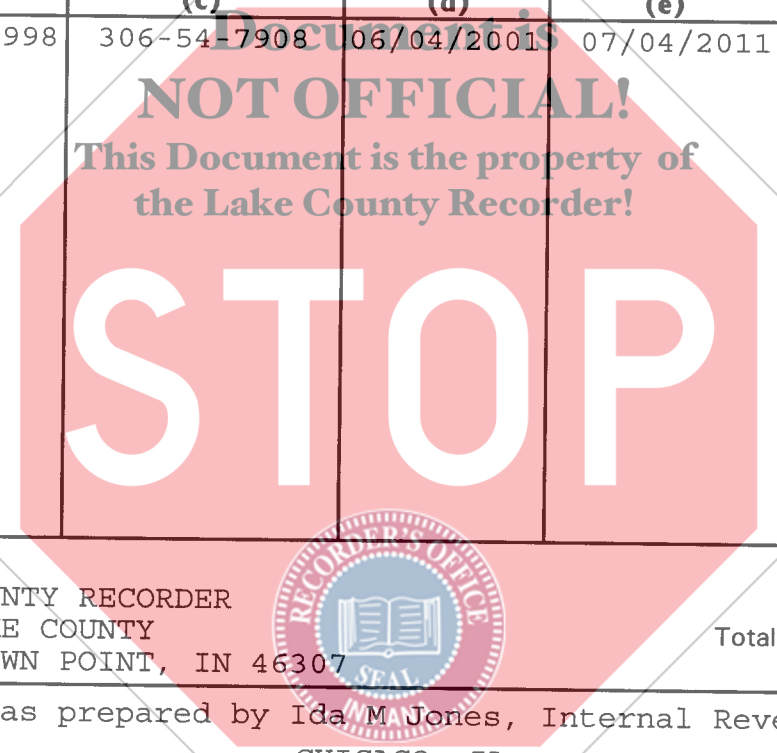 (c) (d) (e)
998 306-54-7908 06/04/2001 07/04/2011
Document is
NOT OFFICIAL!
This Document is the property of
the Lake County Recorder!
STOP
NTY RECORDER
E COUNTY
WN POINT, IN 46307
Total
RECORDER'S OFFICE
SEAL
INDIANA
as prepared by Ida M Jones, Internal Reve